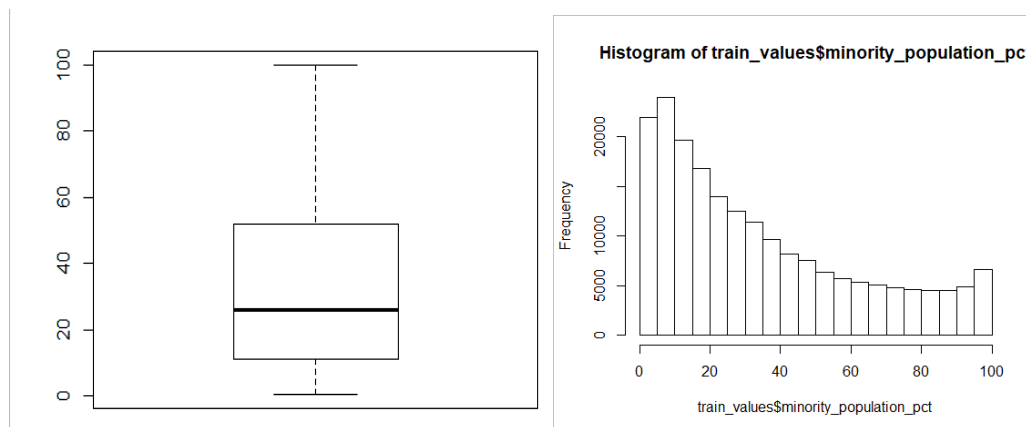 100
80
60
40
20
0
Histogram of train_values$minority_population_pc
Frequency
20000
10000
5000
0
0 20 40 60 80 100
train_values$minority_population_pct